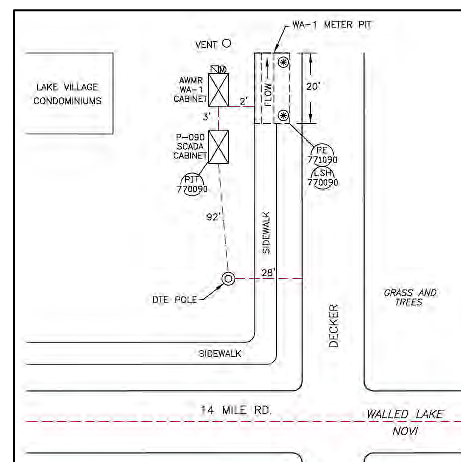 WA-1 METER PIT
VENT
LAKE VILLAGE
CONDOMINIUMS
AWMR
WA-1
CABINET
2'
FLOW
20'
3'
P-090
SCADA
CABINET
PIT
770090
PE
771090
LSH
770090
92'
SIDEWALK
28'
DTE POLE
GRASS AND
TREES
DECKER
SIDEWALK
14 MILE RD.
WALLED LAKE
NOVI